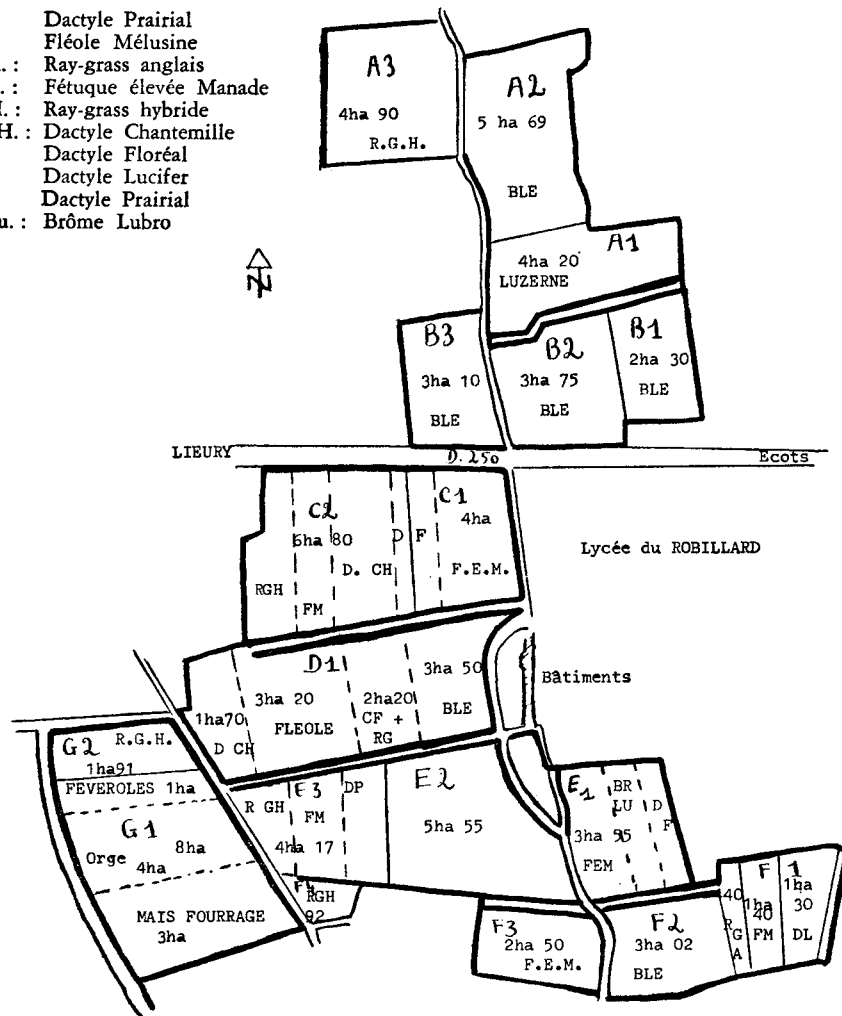 Dactyle Prairial
Fléole Mélusine
. : Ray-grass anglais
. : Fétuque élevée Manade
I. : Ray-grass hybride
H. : Dactyle Chantemille
Dactyle Floréal
Dactyle Lucifer
Dactyle Prairial
u. : Brôme Lubro
N
A3
4ha 90
R.G.H.
A2
5 ha 69
BLE
A1
4ha 20
LUZERNE
B3
3ha 10
BLE
B2
3ha 75
BLE
B1
2ha 30
BLE
LIEURY
D.250
Ecots
C2
6ha 80
RGH
FM
D. CH
D F
C1
4ha
F.E.M.
Lycée du ROBILLARD
Bâtiments
D1
1ha70
D CH
3ha 20
FLEOLE
2ha20
CF +
RG
3ha 50
BLE
G2
R.G.H.
1ha91
FEVEROLES 1ha
G1
8ha
Orge
4ha
MAIS FOURRAGE
3ha
R GH
E3
FM
4ha 17
DP
E2
5ha 55
RGH
92
E1
BR
LU
D
F
3ha 95
FEM
F3
2ha 50
F.E.M.
F2
3ha 02
BLE
F 1
40
R
G
A
1ha
40
FM
1ha
30
DL